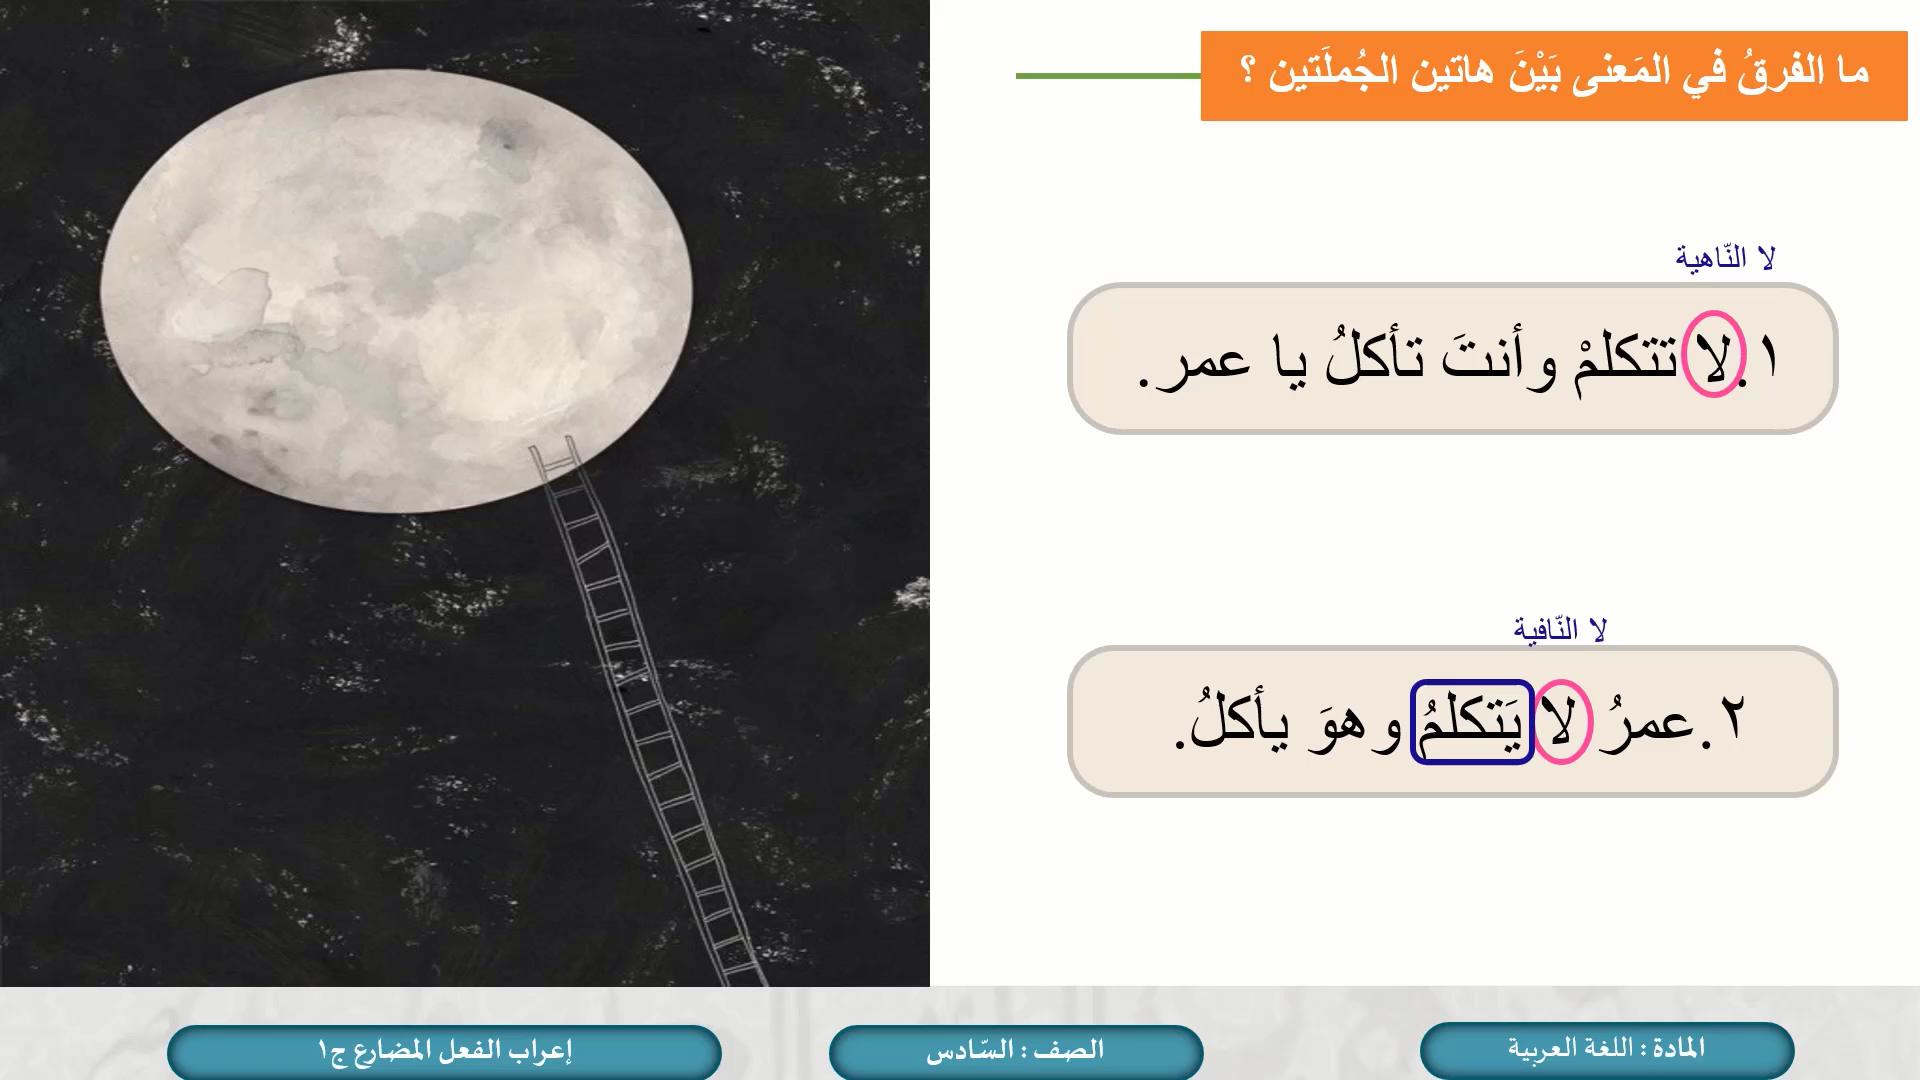 ما الفرقُ في المَعنى بَيْنَ هاتين الجُملَتين ؟
لا النّاهية
١.لا تتكلمْ وأنتَ تأكلُ يا عمر.
لا النّافية
٢.عمرُ لا يَتكلمُ وهوَ يأكلُ.
المادة : اللغة العربية
الصف : السّادس
إعراب الفعل المضارع ج١